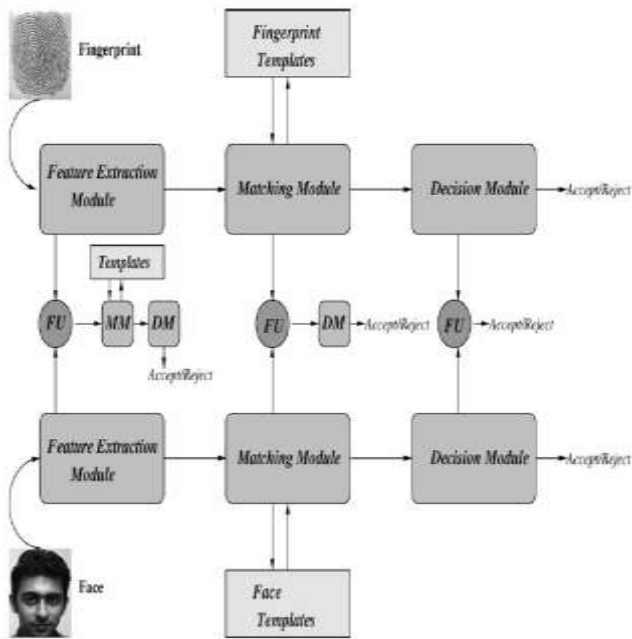 Fingerprint
Fingerprint
Templates
Feature Extraction
Module
Matching Module
Decision Module
Accept/Reject
Templates
FU
MM
DM
FU
DM
Accept/Reject
FU
Accept/Reject
Accept/Reject
Feature Extraction
Module
Matching Module
Decision Module
Accept/Reject
Face
Face
Templates